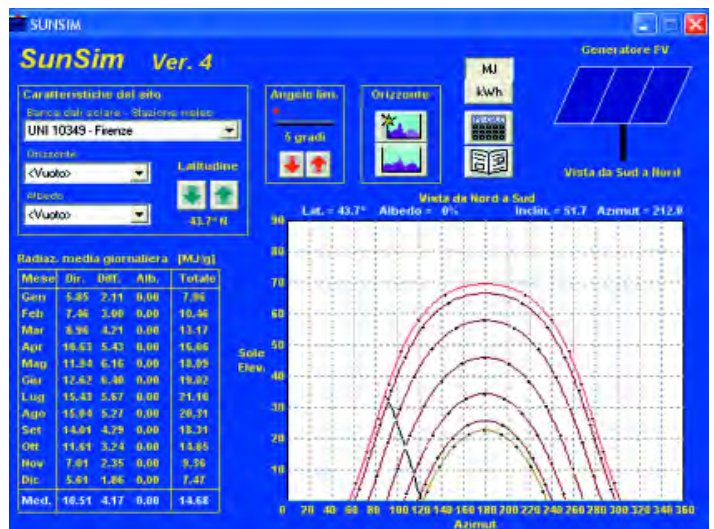 SUNSIM
SunSim Ver. 4
Caratteristiche del sito
Banca dati solare - Stazione meteo
UNI 10349 - Firenze
Orizzonte
<Vuoto>
Albedo
<Vuoto>
Latitudine
43.7° N
Angolo lim.
5 gradi
Orizzonte
MJ
kWh
Generatore FV
Vista da Sud a Nord
Vista da Nord a Sud
Lat. = 43.7° Albedo = 0% Inclin. = 51.7 Azimut = 212.0
Radiaz. media giornaliera [MJ/g]
Mese Dir. Diff. Alb. Totale
Gen 5.85 2.11 0,00 7,96
Feb 7.46 3.00 0,00 10,46
Mar 8.96 4.21 0,00 13.17
Apr 10.63 5.43 0,00 16,06
Mag 11.94 6.16 0,00 18,09
Giu 12.62 6.40 0,00 19,02
Lug 15.43 5.67 0,00 21,10
Ago 15.04 5.27 0,00 20,31
Set 14.01 4.29 0,00 18,31
Ott 11.61 3.24 0,00 14,85
Nov 7.01 2.35 0,00 9,36
Dic 5.61 1.86 0,00 7,47
Med. 10.51 4.17 0,00 14.68
Sole
Elev.
90
80
70
60
50
40
30
20
10
0 20 40 60 80 100 120 140 160 180 200 220 240 260 280 300 320 340 360
Azimut